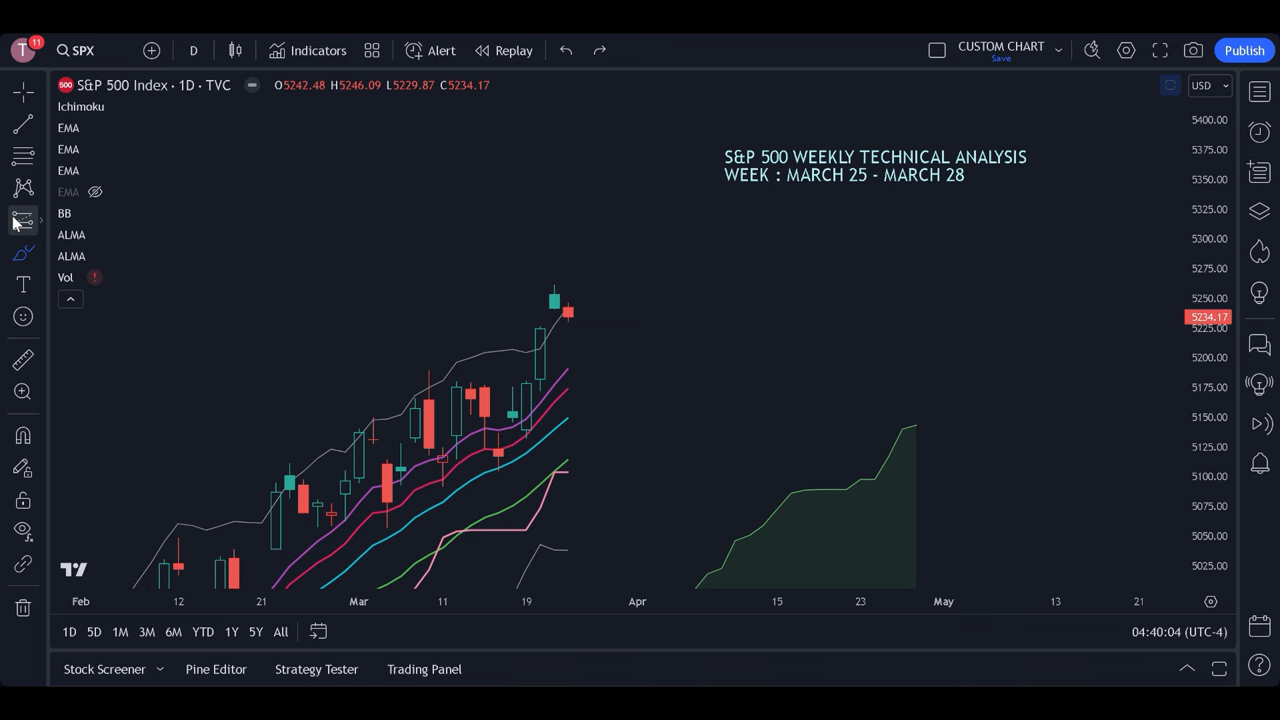 T 11 SPX D Indicators Alert Replay CUSTOM CHART Save Publish
500 S&P 500 Index · 1D · TVC O5242.48 H5246.09 L5229.87 C5234.17 USD
Ichimoku
EMA
EMA
EMA
EMA
BB
ALMA
ALMA
Vol !
S&P 500 WEEKLY TECHNICAL ANALYSIS
WEEK : MARCH 25 - MARCH 28
5400.00
5375.00
5350.00
5325.00
5300.00
5275.00
5250.00
5234.17
5225.00
5200.00
5175.00
5150.00
5125.00
5100.00
5075.00
5050.00
5025.00
Feb 12 21 Mar 11 19 Apr 15 23 May 13 21
1D 5D 1M 3M 6M YTD 1Y 5Y All 04:40:04 (UTC-4)
Stock Screener Pine Editor Strategy Tester Trading Panel